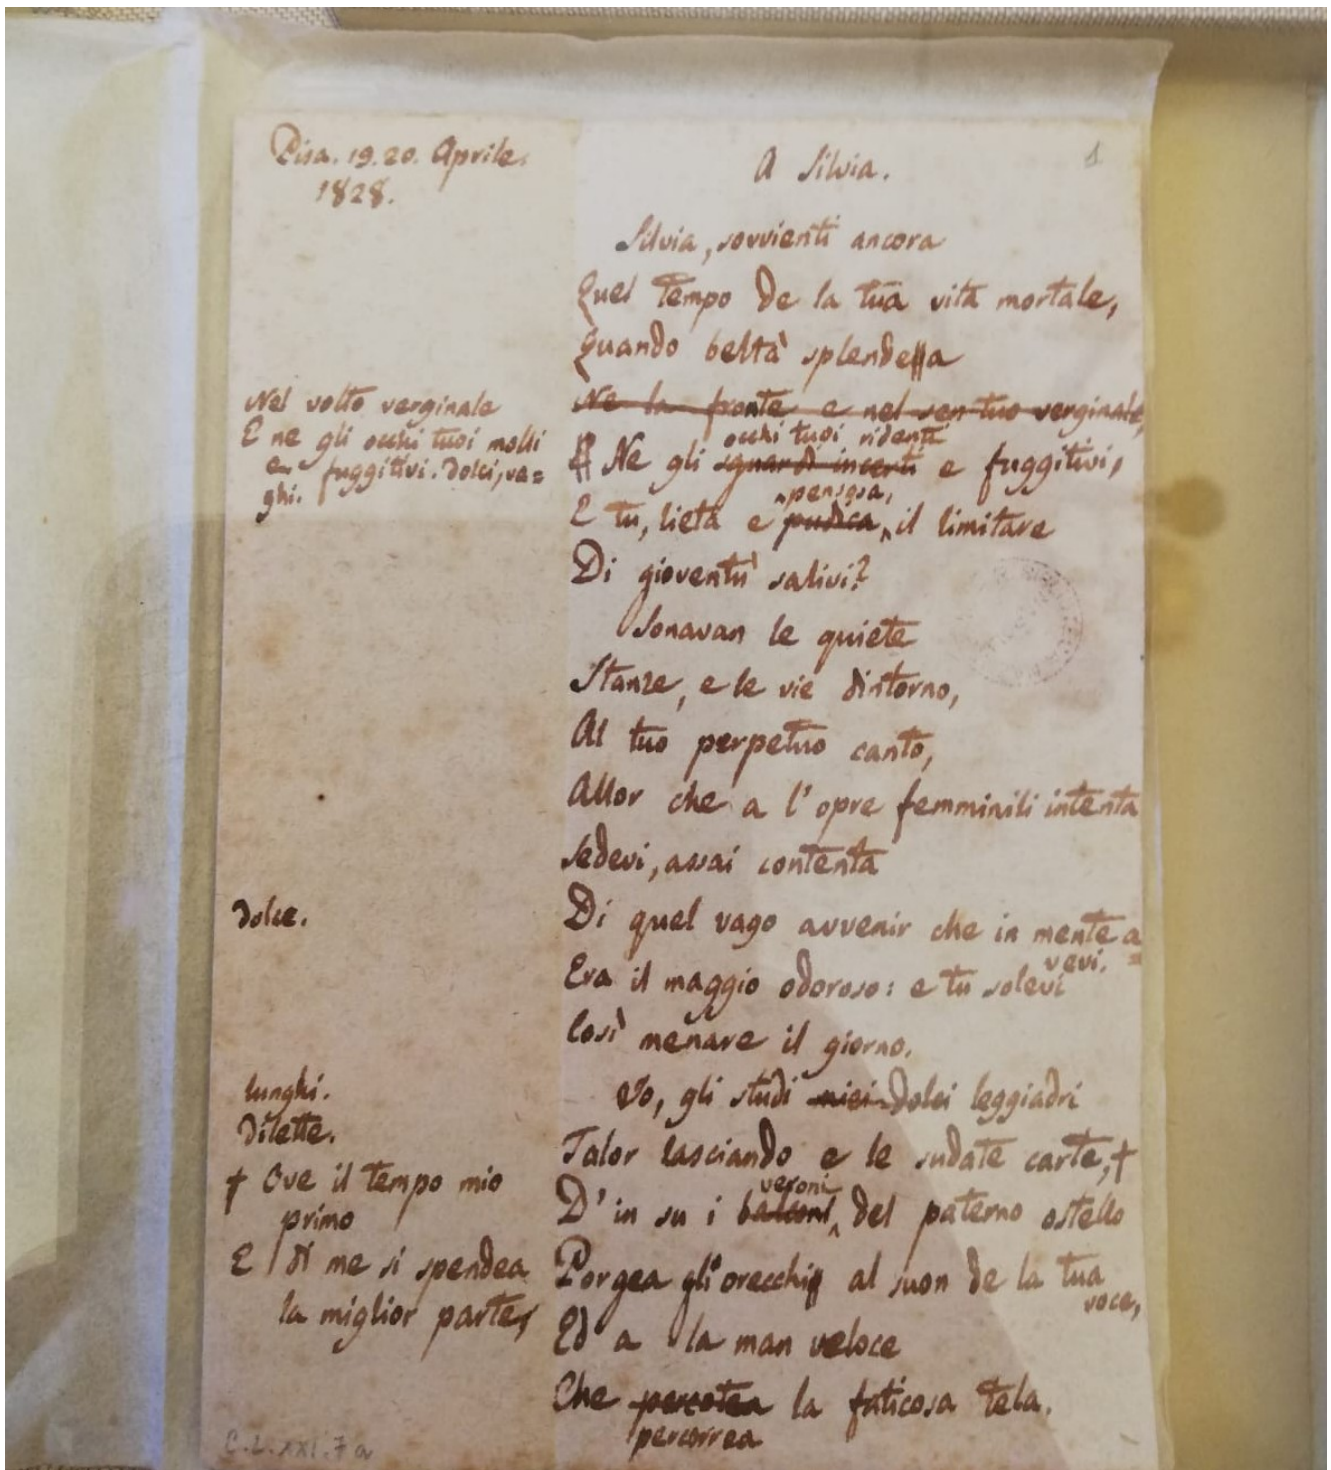 Pisa. 19. 20. Aprile.
1828.
1
A Silvia.
Silvia, sovvienti ancora
Quel tempo de la tua vita mortale,
Quando beltà splendea
Nel volto verginale
E ne gli occhi tuoi molli
e fuggitivi. dolci, va=
ghi.
Ne la fronte e nel sen tuo verginale,
occhi tuoi ridenti
E Ne gli sguardi incerti e fuggitivi,
pensosa,
E tu, lieta e pudica, il limitare
Di gioventù salivi?
Sonavan le quiete
Stanze, e le vie dintorno,
Al tuo perpetuo canto,
Allor che a l'opre femminili intenta
Sedevi, assai contenta
dolce.
Di quel vago avvenir che in mente a=
vevi.
Era il maggio odoroso: e tu solevi
Così menare il giorno.
lunghi.
Io, gli studi miei dolci leggiadri
dilette.
Talor lasciando e le sudate carte, †
† Ove il tempo mio
primo
E di me si spendea
la miglior parte,
veroni
D'in su i balconi del paterno ostello
Porgea gli orecchi al suon de la tua
voce,
Ed a la man veloce
Che percotea la faticosa tela.
percorrea
C.L.XXI.7a